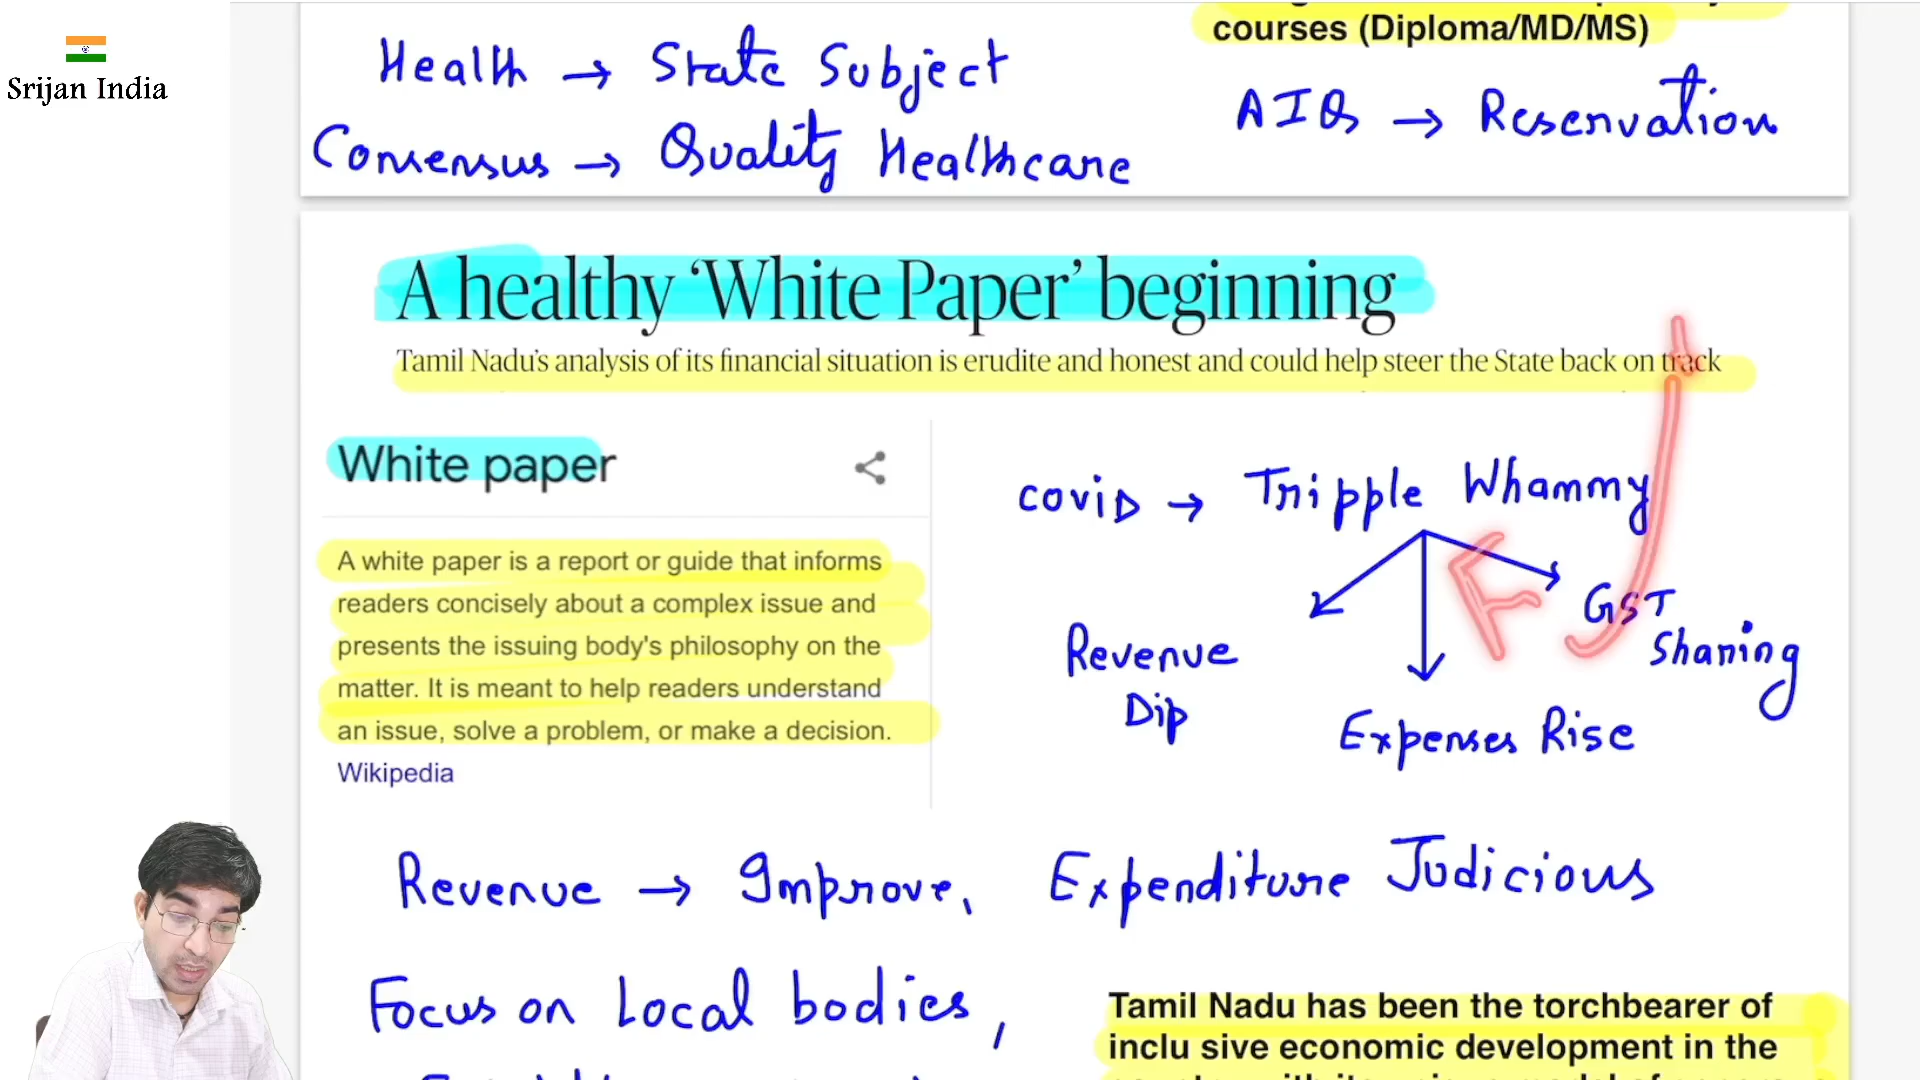 courses (Diploma/MD/MS)
Srijan India
Health → State Subject
AIQ → Reservation
Consensus → Quality Healthcare
A healthy ‘White Paper’ beginning
Tamil Nadu’s analysis of its financial situation is erudite and honest and could help steer the State back on track
White paper
A white paper is a report or guide that informs
readers concisely about a complex issue and
presents the issuing body's philosophy on the
matter. It is meant to help readers understand
an issue, solve a problem, or make a decision.
Wikipedia
COVID → Tripple Whammy
Revenue
Dip
Expenses Rise
GST
Sharing
Revenue → Improve, Expenditure Judicious
Focus on Local bodies,
Tamil Nadu has been the torchbearer of
inclu sive economic development in the